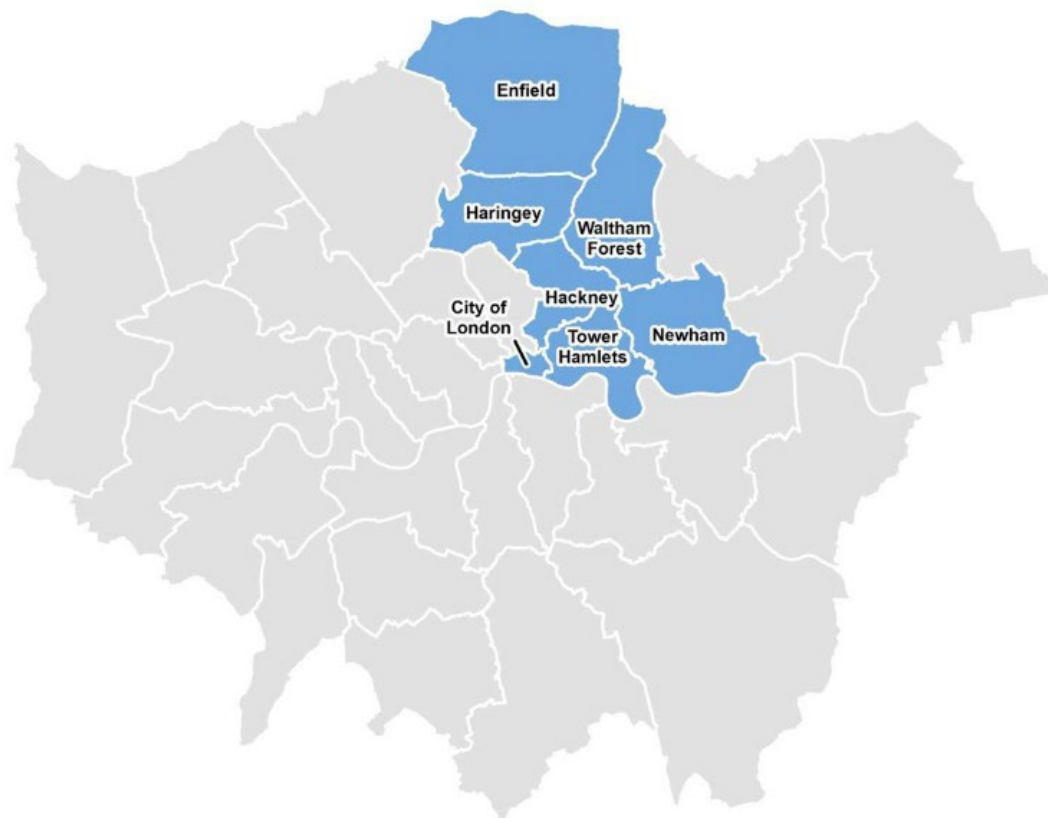 Enfield
Haringey
Waltham
Forest
Hackney
City of
London
Tower
Hamlets
Newham